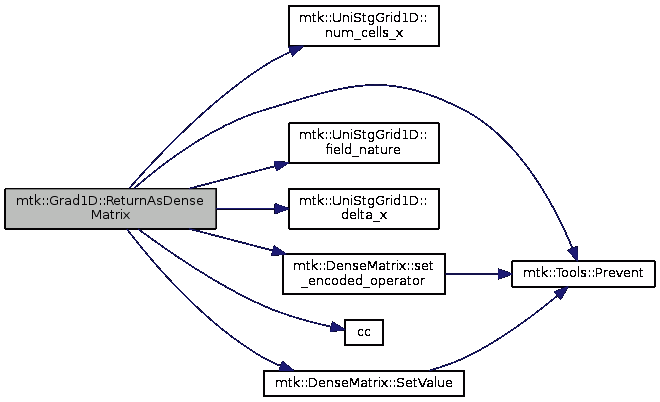 mtk::UniStgGrid1D::
num_cells_x
mtk::UniStgGrid1D::
field_nature
mtk::Grad1D::ReturnAsDense
Matrix
mtk::UniStgGrid1D::
delta_x
mtk::DenseMatrix::set
_encoded_operator
mtk::Tools::Prevent
cc
mtk::DenseMatrix::SetValue